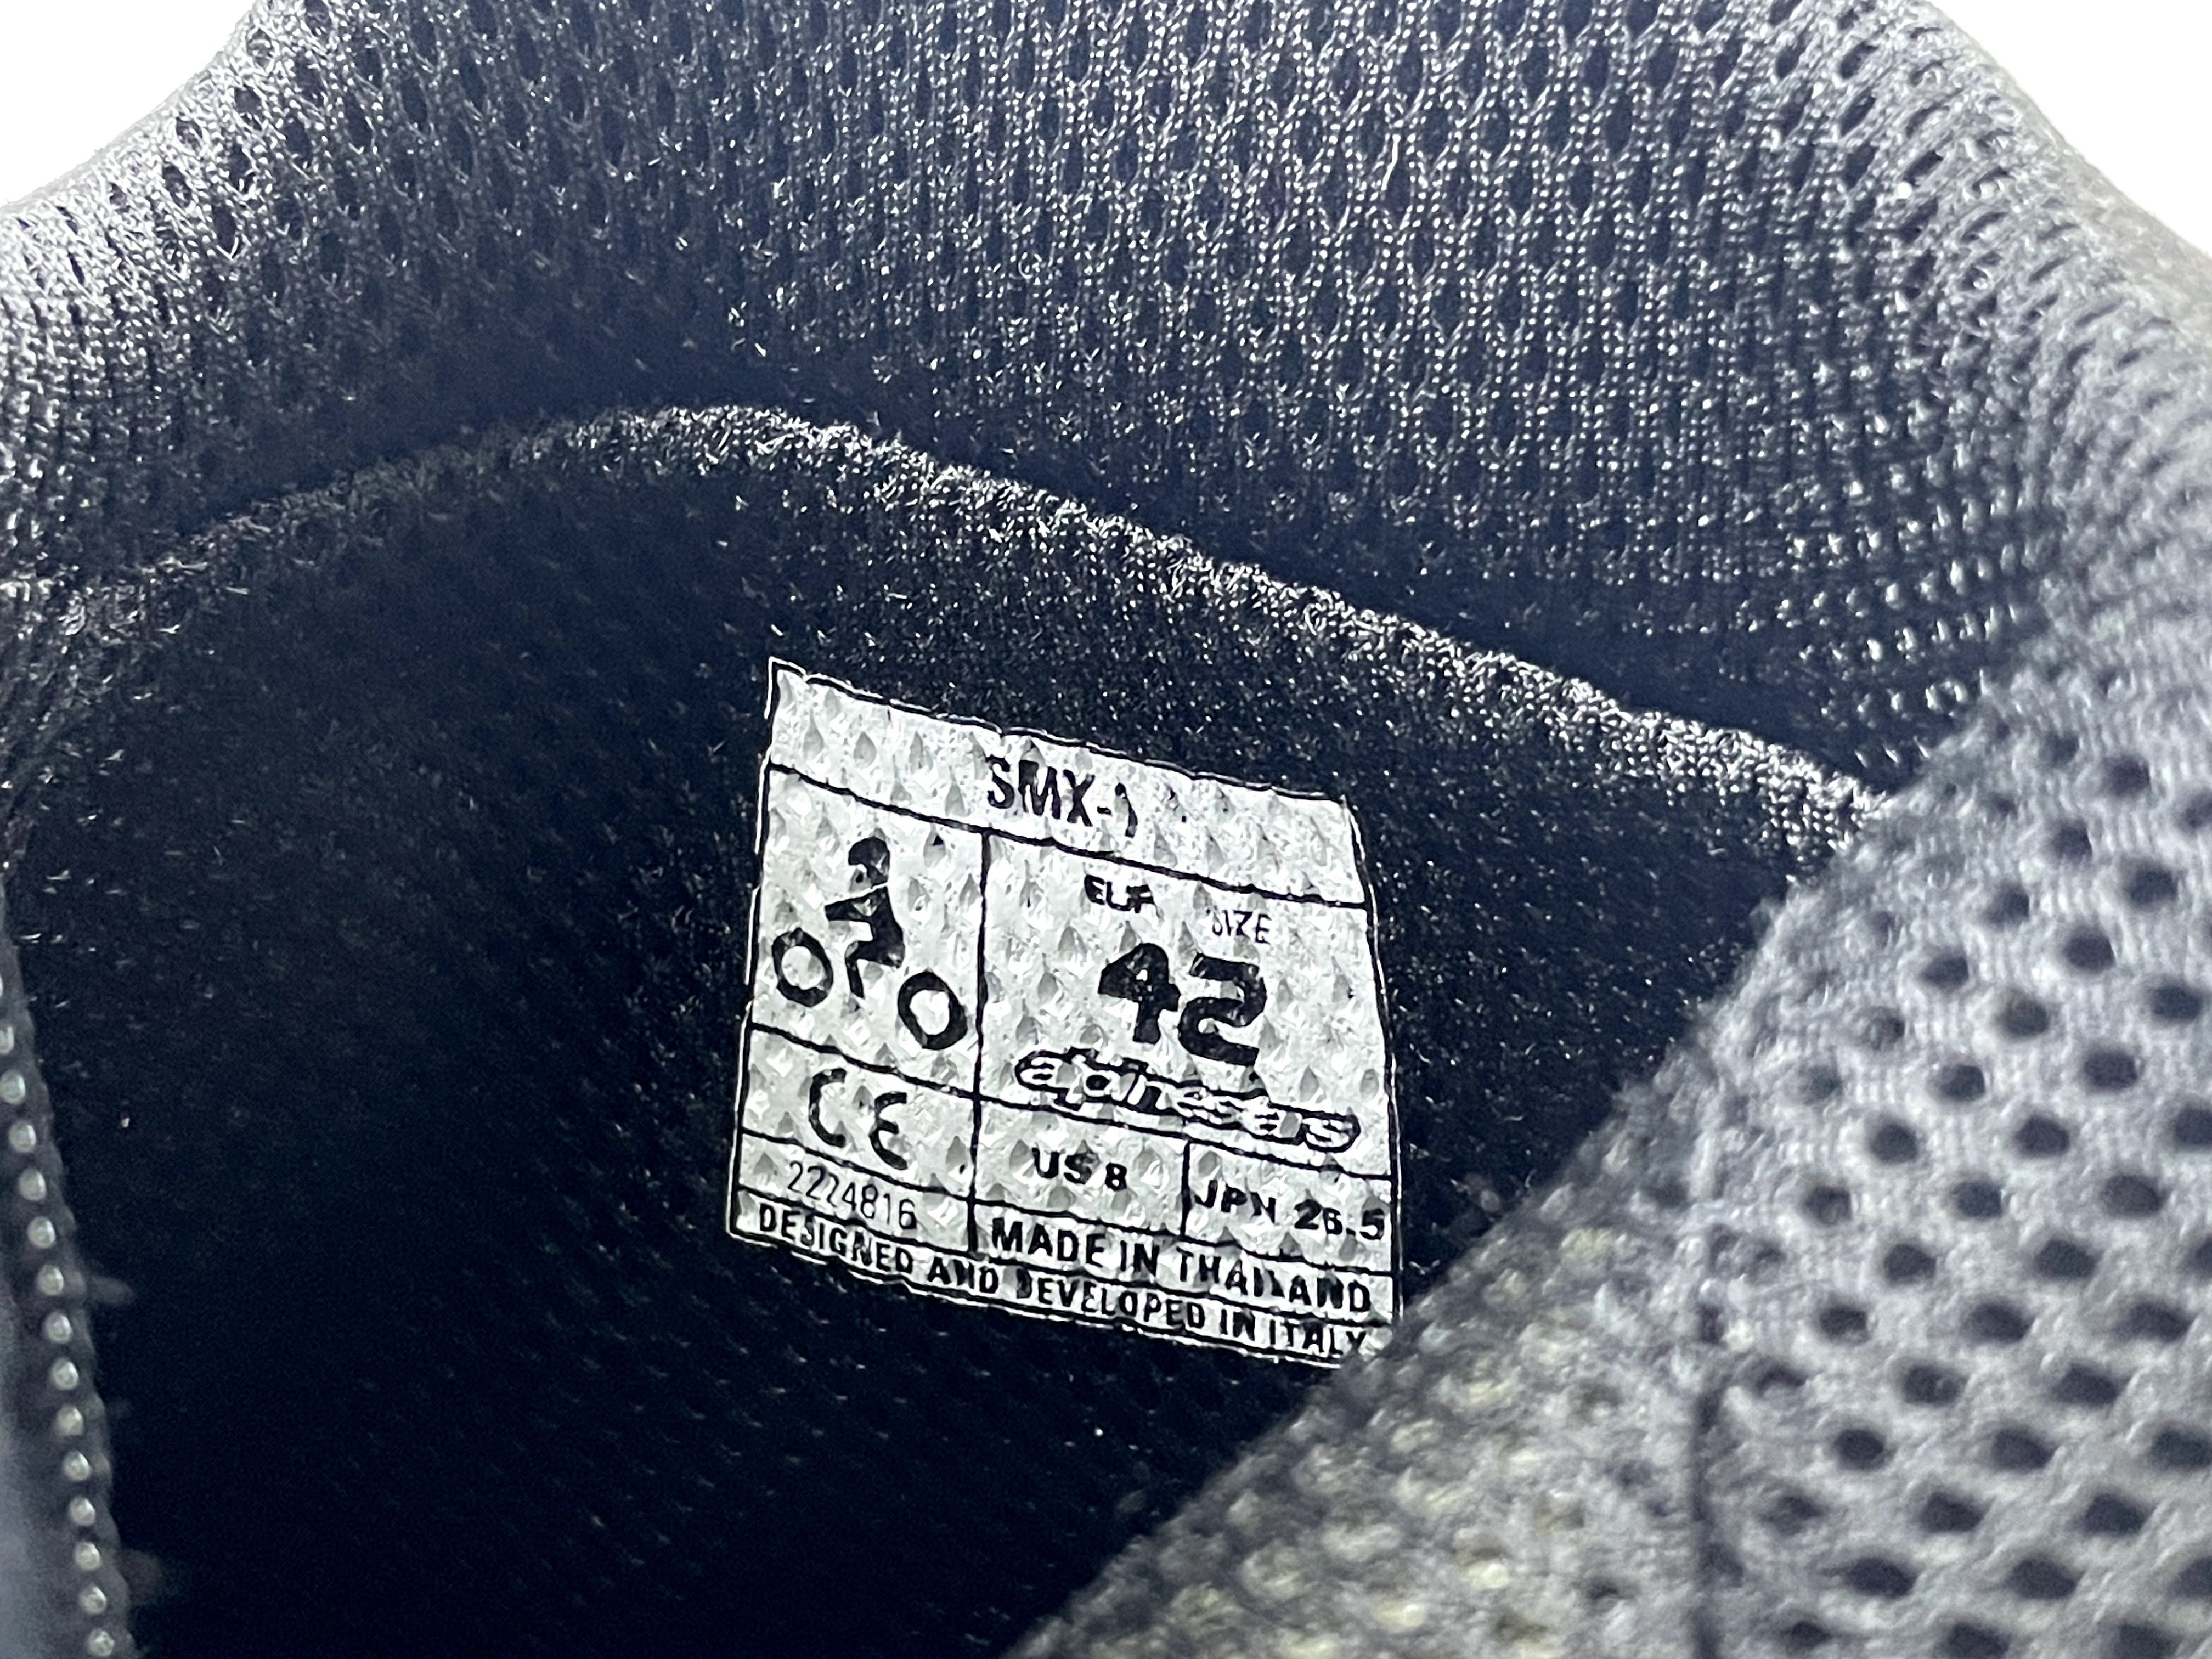 SMX-1
EUR SIZE
42
alpinestars
CE
US 8
JPN 26.5
2224816
MADE IN THAILAND
DESIGNED AND DEVELOPED IN ITALY